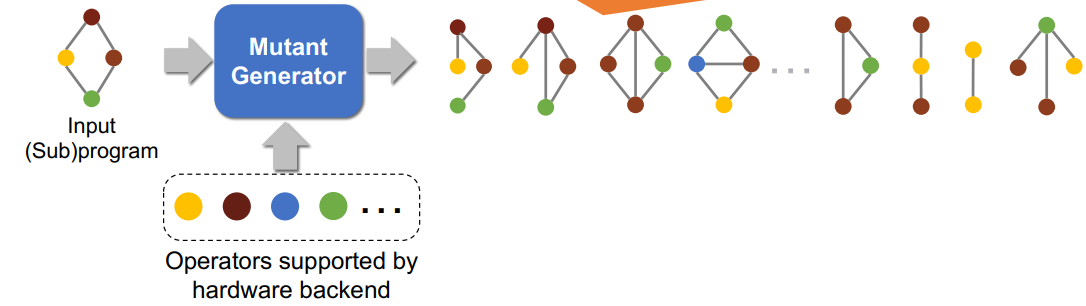 Mutant
Generator
Input
(Sub)program
Operators supported by
hardware backend